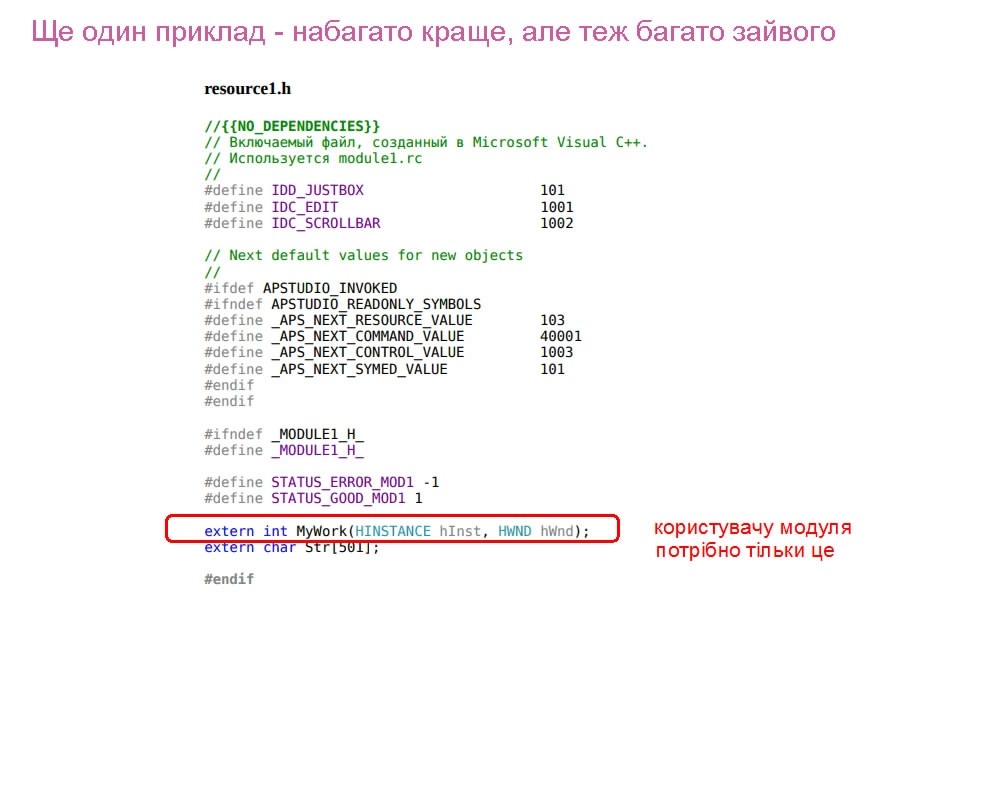 Ще один приклад - набагато краще, але теж багато зайвого
resource1.h
//{{NO_DEPENDENCIES}}
// Включаемый файл, созданный в Microsoft Visual C++.
// Используется module1.rc
//
#define IDD_JUSTBOX 101
#define IDC_EDIT 1001
#define IDC_SCROLLBAR 1002
// Next default values for new objects
//
#ifdef APSTUDIO_INVOKED
#ifndef APSTUDIO_READONLY_SYMBOLS
#define _APS_NEXT_RESOURCE_VALUE 103
#define _APS_NEXT_COMMAND_VALUE 40001
#define _APS_NEXT_CONTROL_VALUE 1003
#define _APS_NEXT_SYMED_VALUE 101
#endif
#endif
#ifndef _MODULE1_H_
#define _MODULE1_H_
#define STATUS_ERROR_MOD1 -1
#define STATUS_GOOD_MOD1 1
extern int MyWork(HINSTANCE hInst, HWND hWnd);
extern char Str[501];
#endif
користувачу модуля
потрібно тільки це